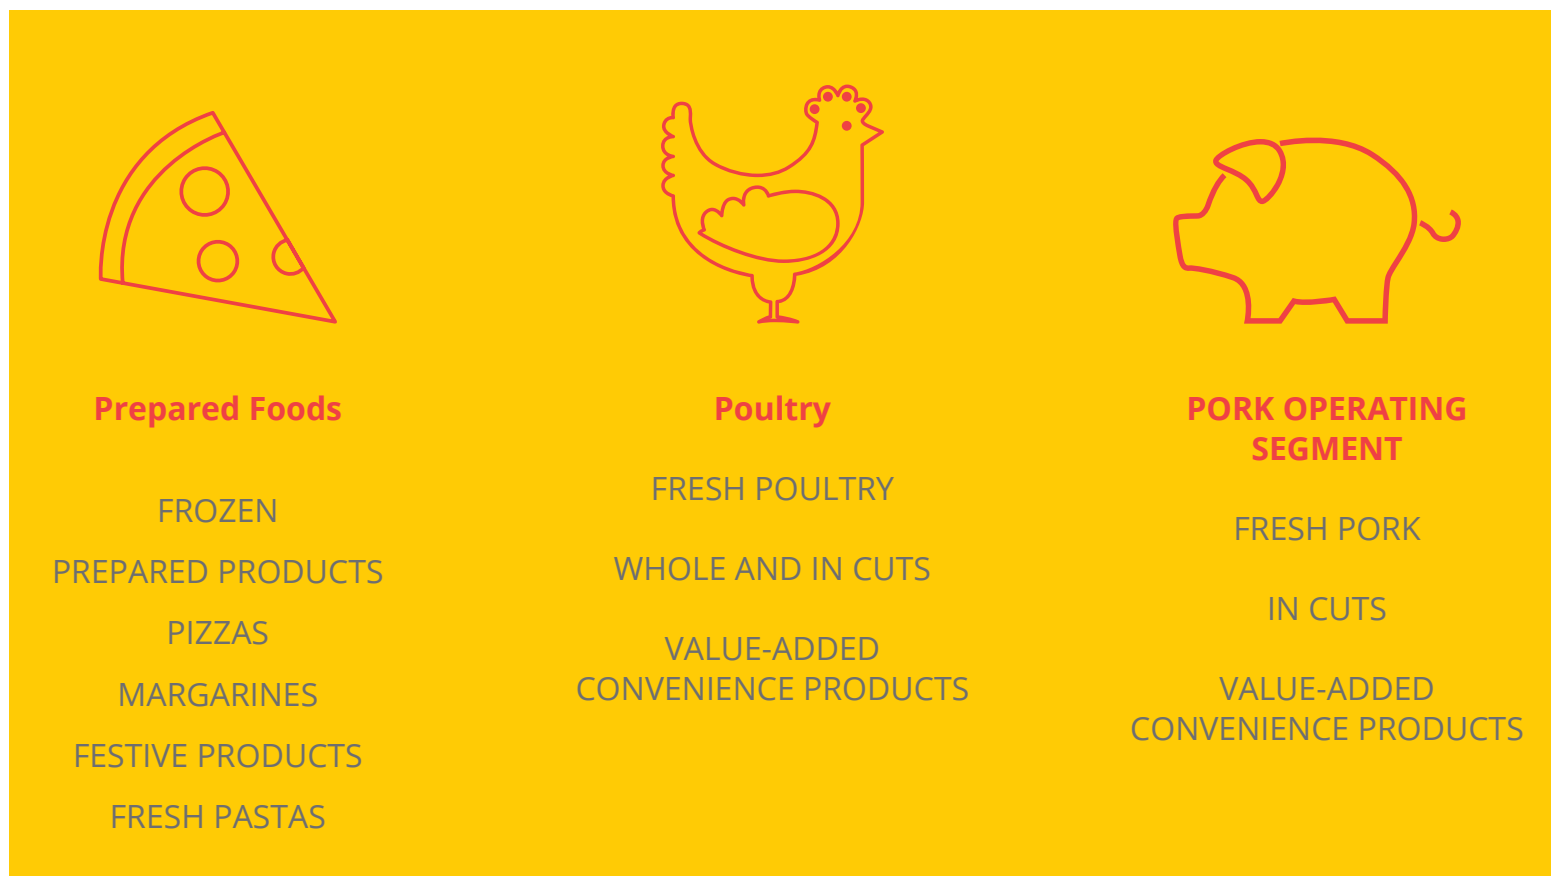 Prepared Foods
FROZEN
PREPARED PRODUCTS
PIZZAS
MARGARINES
FESTIVE PRODUCTS
FRESH PASTAS
Poultry
FRESH POULTRY
WHOLE AND IN CUTS
VALUE-ADDED
CONVENIENCE PRODUCTS
PORK OPERATING
SEGMENT
FRESH PORK
IN CUTS
VALUE-ADDED
CONVENIENCE PRODUCTS